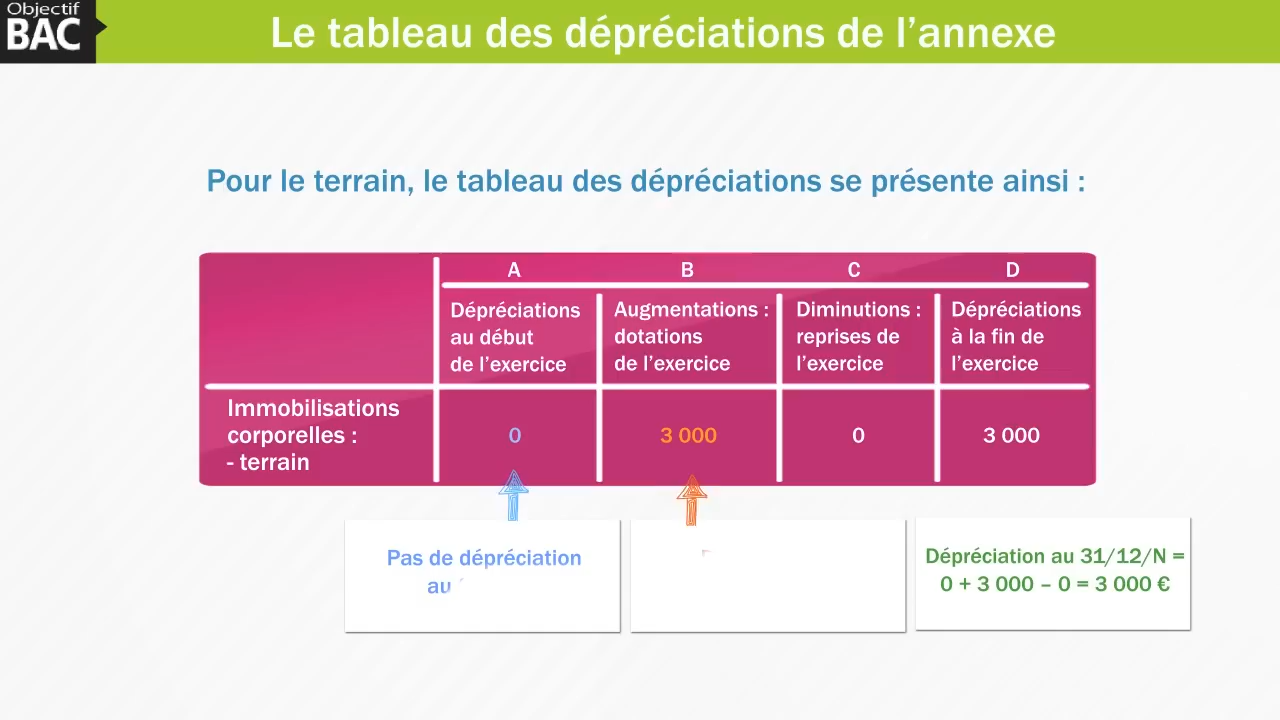 Objectif
BAC
Le tableau des dépréciations de l’annexe
Pour le terrain, le tableau des dépréciations se présente ainsi :
A
B
C
D
Dépréciations
au début
de l’exercice
Augmentations :
dotations
de l’exercice
Diminutions :
reprises de
l’exercice
Dépréciations
à la fin de
l’exercice
Immobilisations
corporelles :
- terrain
0
3 000
0
3 000
Pas de dépréciation
au
Dépréciation au 31/12/N =
0 + 3 000 – 0 = 3 000 €